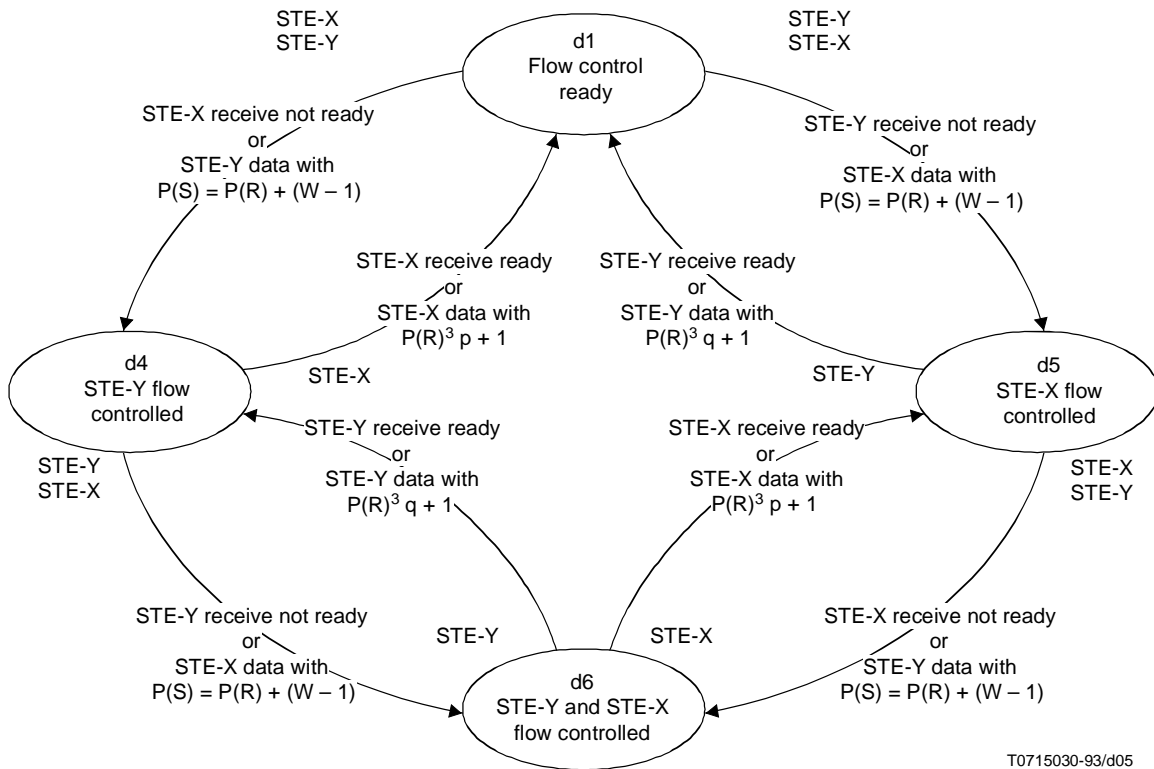 STE-X
STE-Y
d1
Flow control
ready
STE-Y
STE-X
STE-X receive not ready
or
STE-Y data with
P(S) = P(R) + (W – 1)
STE-Y receive not ready
or
STE-X data with
P(S) = P(R) + (W – 1)
STE-X receive ready
or
STE-X data with
P(R)³ p + 1
STE-Y receive ready
or
STE-Y data with
P(R)³ q + 1
d4
STE-Y flow
controlled
STE-X
STE-Y
d5
STE-X flow
controlled
STE-Y
STE-X
STE-Y receive ready
or
STE-Y data with
P(R)³ q + 1
STE-X receive ready
or
STE-X data with
P(R)³ p + 1
STE-X
STE-Y
STE-Y receive not ready
or
STE-X data with
P(S) = P(R) + (W – 1)
STE-Y
STE-X
STE-X receive not ready
or
STE-Y data with
P(S) = P(R) + (W – 1)
d6
STE-Y and STE-X
flow controlled
T0715030-93/d05